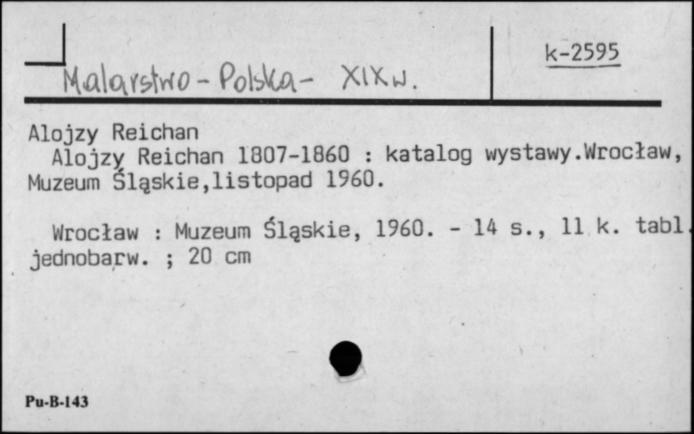 k-2595
Malarstwo - Polska - XIX w.
Alojzy Reichan
Alojzy Reichan 1807-1860 : katalog wystawy.Wrocław,
Muzeum Śląskie,listopad 1960.
Wrocław : Muzeum Śląskie, 1960. - 14 s., 11 k. tabl.
jednobarw. ; 20 cm
Pu-B-143